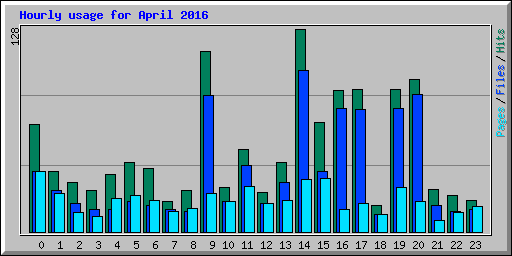 Hourly usage for April 2016
128
Pages / Files / Hits
0 1 2 3 4 5 6 7 8 9 10 11 12 13 14 15 16 17 18 19 20 21 22 23